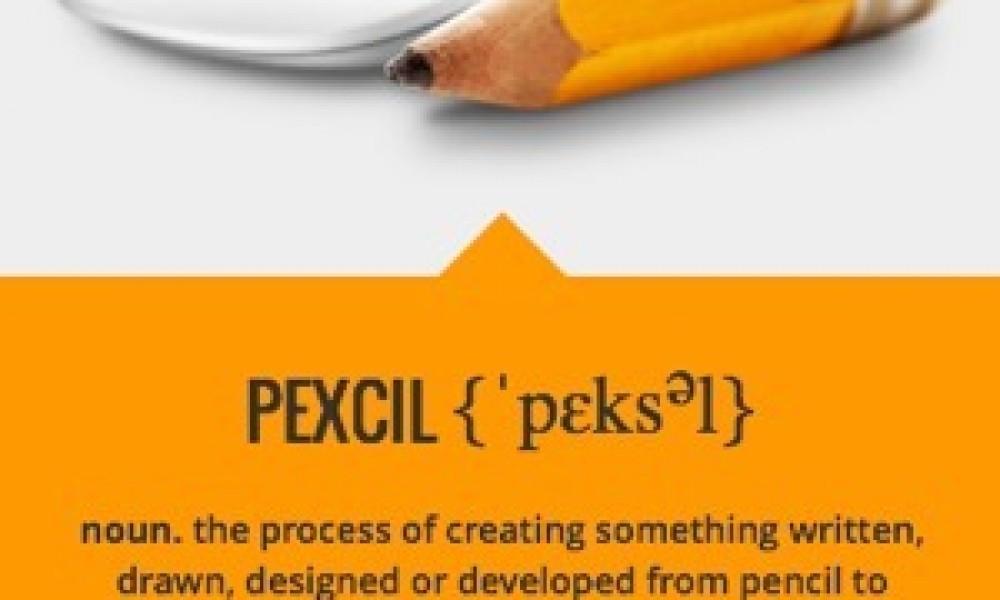 PEXCIL {ˈpɛksᵊl}
noun. the process of creating something written,
drawn, designed or developed from pencil to